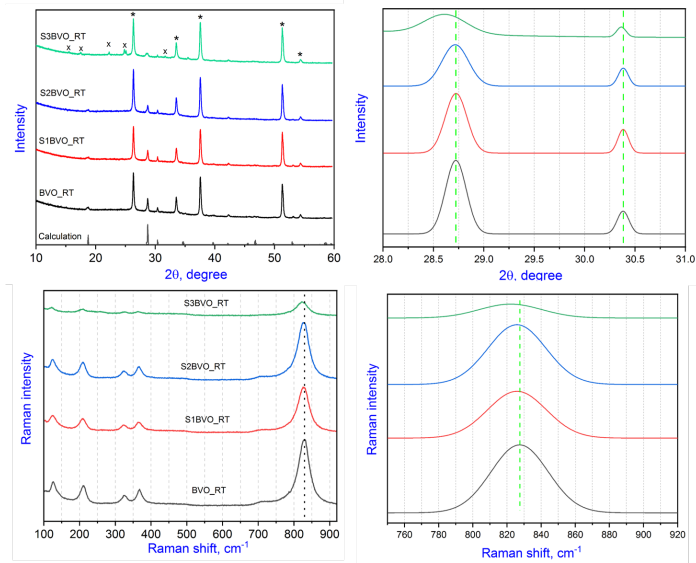 * * * * *
x x x x x
S3BVO_RT
S2BVO_RT
S1BVO_RT
BVO_RT
Calculation
Intensity
10 20 30 40 50 60
2θ, degree
Intensity
28.0 28.5 29.0 29.5 30.0 30.5 31.0
2θ, degree
S3BVO_RT
S2BVO_RT
S1BVO_RT
BVO_RT
Raman intensity
100 200 300 400 500 600 700 800 900
Raman shift, cm-1
Raman intensity
760 780 800 820 840 860 880 900 920
Raman shift, cm-1